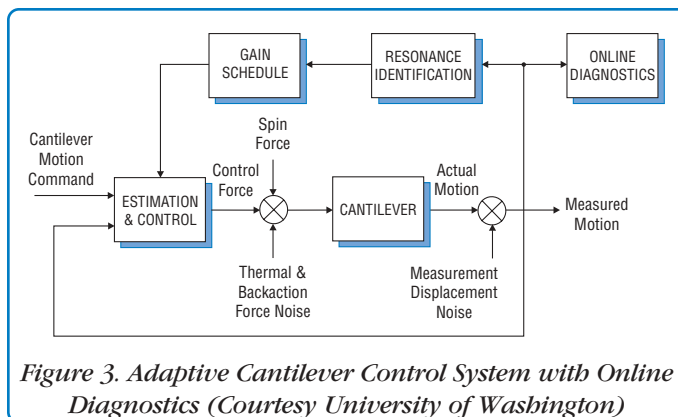 GAIN
SCHEDULE
RESONANCE
IDENTIFICATION
ONLINE
DIAGNOSTICS
Cantilever
Motion
Command
Spin
Force
ESTIMATION
& CONTROL
Control
Force
CANTILEVER
Actual
Motion
Measured
Motion
Thermal &
Backaction
Force Noise
Measurement
Displacement
Noise
Figure 3. Adaptive Cantilever Control System with Online
Diagnostics (Courtesy University of Washington)